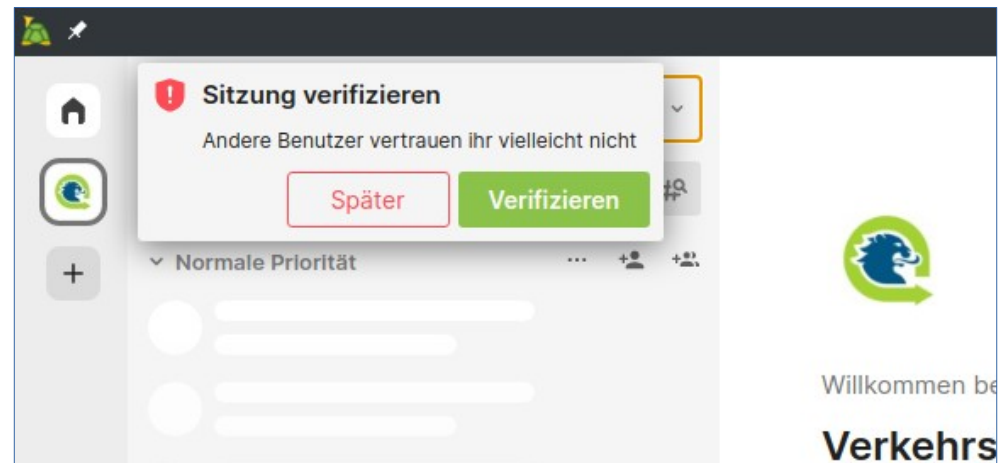 Sitzung verifizieren
Andere Benutzer vertrauen ihr vielleicht nicht
Später Verifizieren
Normale Priorität
Willkommen be
Verkehrs